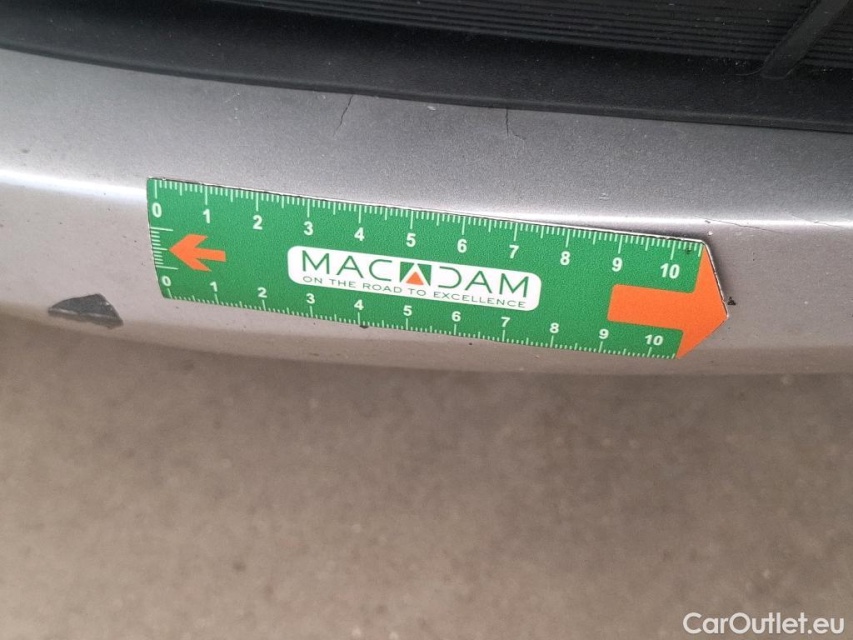 0 1 2 3 4 5 6 7 8 9 10
MACADAM
ON THE ROAD TO EXCELLENCE
0 1 2 3 4 5 6 7 8 9 10
CarOutlet.eu